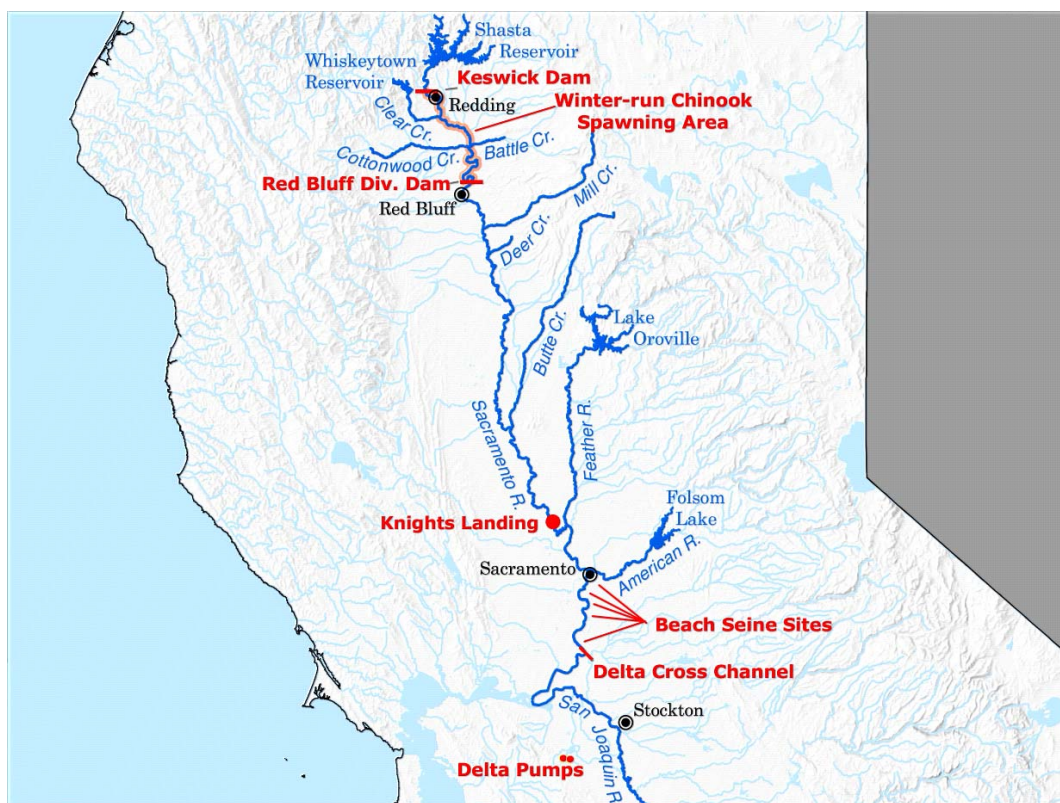 Shasta
Reservoir
Whiskeytown
Reservoir
Keswick Dam
Redding
Winter-run Chinook
Spawning Area
Clear Cr.
Cottonwood Cr.
Battle Cr.
Red Bluff Div. Dam
Red Bluff
Mill Cr.
Deer Cr.
Lake
Oroville
Butte Cr.
Feather R.
Sacramento R.
Knights Landing
Folsom
Lake
Sacramento
American R.
Beach Seine Sites
Delta Cross Channel
San Joaquin R.
Stockton
Delta Pumps